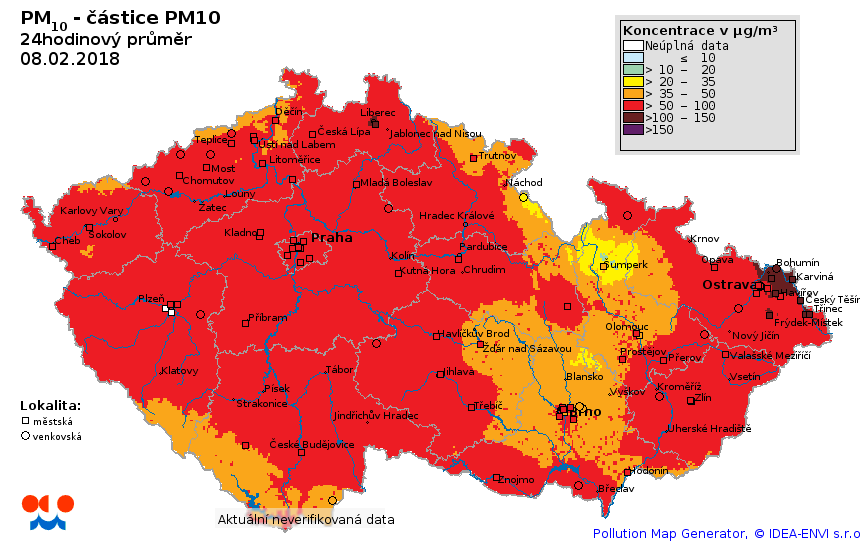 PM10 - částice PM10
24hodinový průměr
08.02.2018
Koncentrace v µg/m³
Neúplná data
≤ 10
> 10 - 20
> 20 - 35
> 35 - 50
> 50 - 100
>100 - 150
>150
Děčín
Liberec
Teplice
Česká Lípa
Jablonec nad Nisou
Ústí nad Labem
Litoměřice
Trutnov
Most
Chomutov
Mladá Boleslav
Náchod
Louny
Žatec
Karlovy Vary
Hradec Králové
Sokolov
Kladno
Praha
Cheb
Krnov
Pardubice
Kolín
Opava
Bohumín
Šumperk
Kutná Hora
Chrudim
Karviná
Ostrava
Havířov
Plzeň
Český Těšín
Třinec
Příbram
Frýdek-Místek
Olomouc
Havlíčkův Brod
Nový Jičín
Žďár nad Sázavou
Prostějov
Přerov
Valašské Meziříčí
Klatovy
Tábor
Jihlava
Blansko
Vsetín
Písek
Vyškov
Kroměříž
Strakonice
Zlín
Třebíč
Brno
Jindřichův Hradec
Uherské Hradiště
České Budějovice
Hodonín
Znojmo
Břeclav
Lokalita:
městská
venkovská
Aktuální neverifikovaná data
Pollution Map Generator, © IDEA-ENVI s.r.o